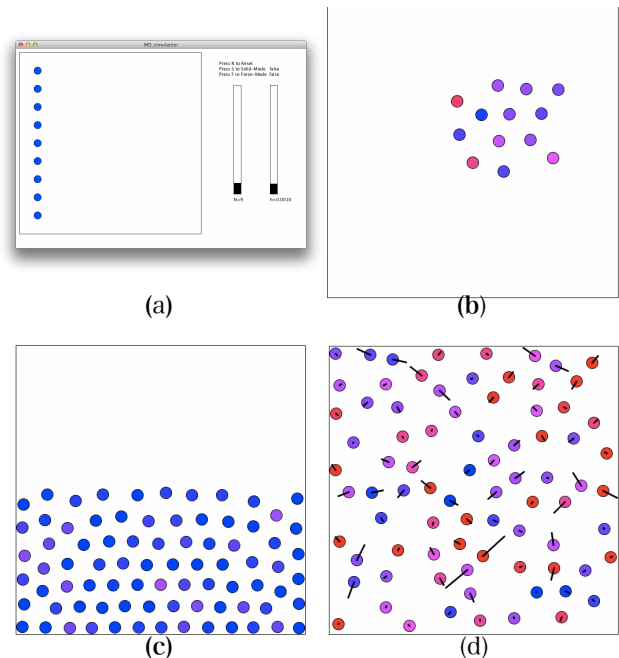 MD_simulation
Press R to Reset
Press S to Solid-Mode false
Press F to Force-Mode false
N=9
h=0.0010
(a)
(b)
(c)
(d)